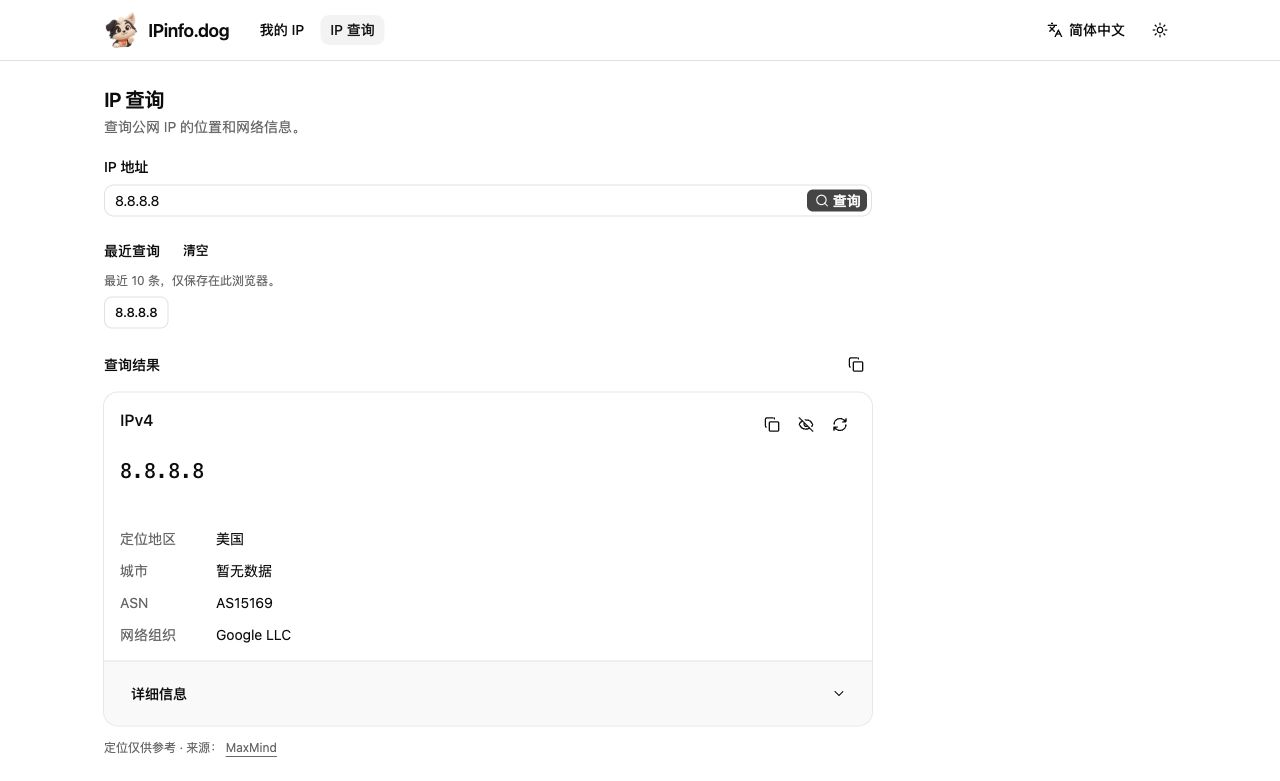 IPinfo.dog
我的 IP
IP 查询
简体中文
IP 查询
查询公网 IP 的位置和网络信息。
IP 地址
8.8.8.8
查询
最近查询
清空
最近 10 条，仅保存在此浏览器。
8.8.8.8
查询结果
IPv4
8.8.8.8
定位地区 美国
城市 暂无数据
ASN AS15169
网络组织 Google LLC
详细信息
定位仅供参考 · 来源： MaxMind